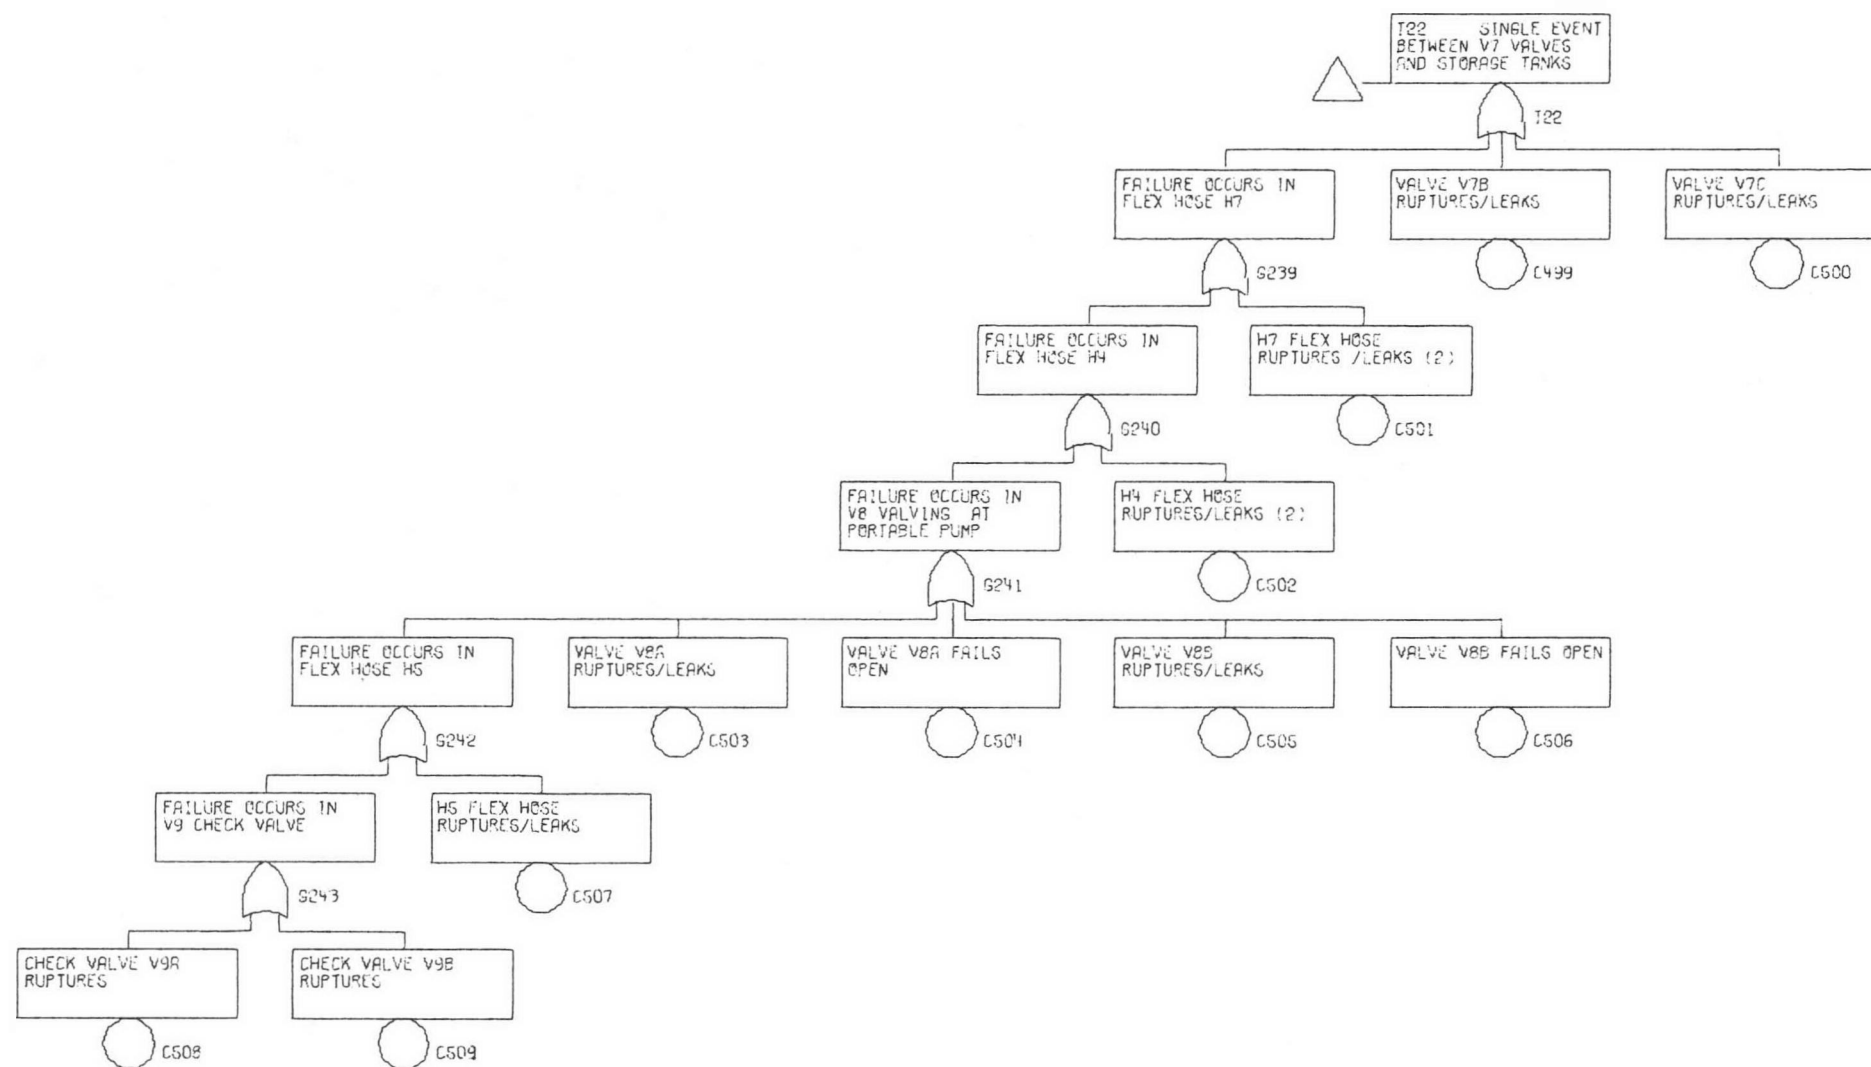 T22 SINGLE EVENT
BETWEEN V7 VALVES
AND STORAGE TANKS
T22
FAILURE OCCURS IN
FLEX HOSE H7
VALVE V7B
RUPTURES/LEAKS
VALVE V7C
RUPTURES/LEAKS
G239
C499
C500
FAILURE OCCURS IN
FLEX HOSE H4
H7 FLEX HOSE
RUPTURES /LEAKS (2)
G240
C501
FAILURE OCCURS IN
V8 VALVING AT
PORTABLE PUMP
H4 FLEX HOSE
RUPTURES/LEAKS (2)
G241
C502
FAILURE OCCURS IN
FLEX HOSE H5
VALVE V8A
RUPTURES/LEAKS
VALVE V8A FAILS
OPEN
VALVE V8B
RUPTURES/LEAKS
VALVE V8B FAILS OPEN
G242
C503
C504
C505
C506
FAILURE OCCURS IN
V9 CHECK VALVE
H5 FLEX HOSE
RUPTURES/LEAKS
G243
C507
CHECK VALVE V9A
RUPTURES
CHECK VALVE V9B
RUPTURES
C508
C509